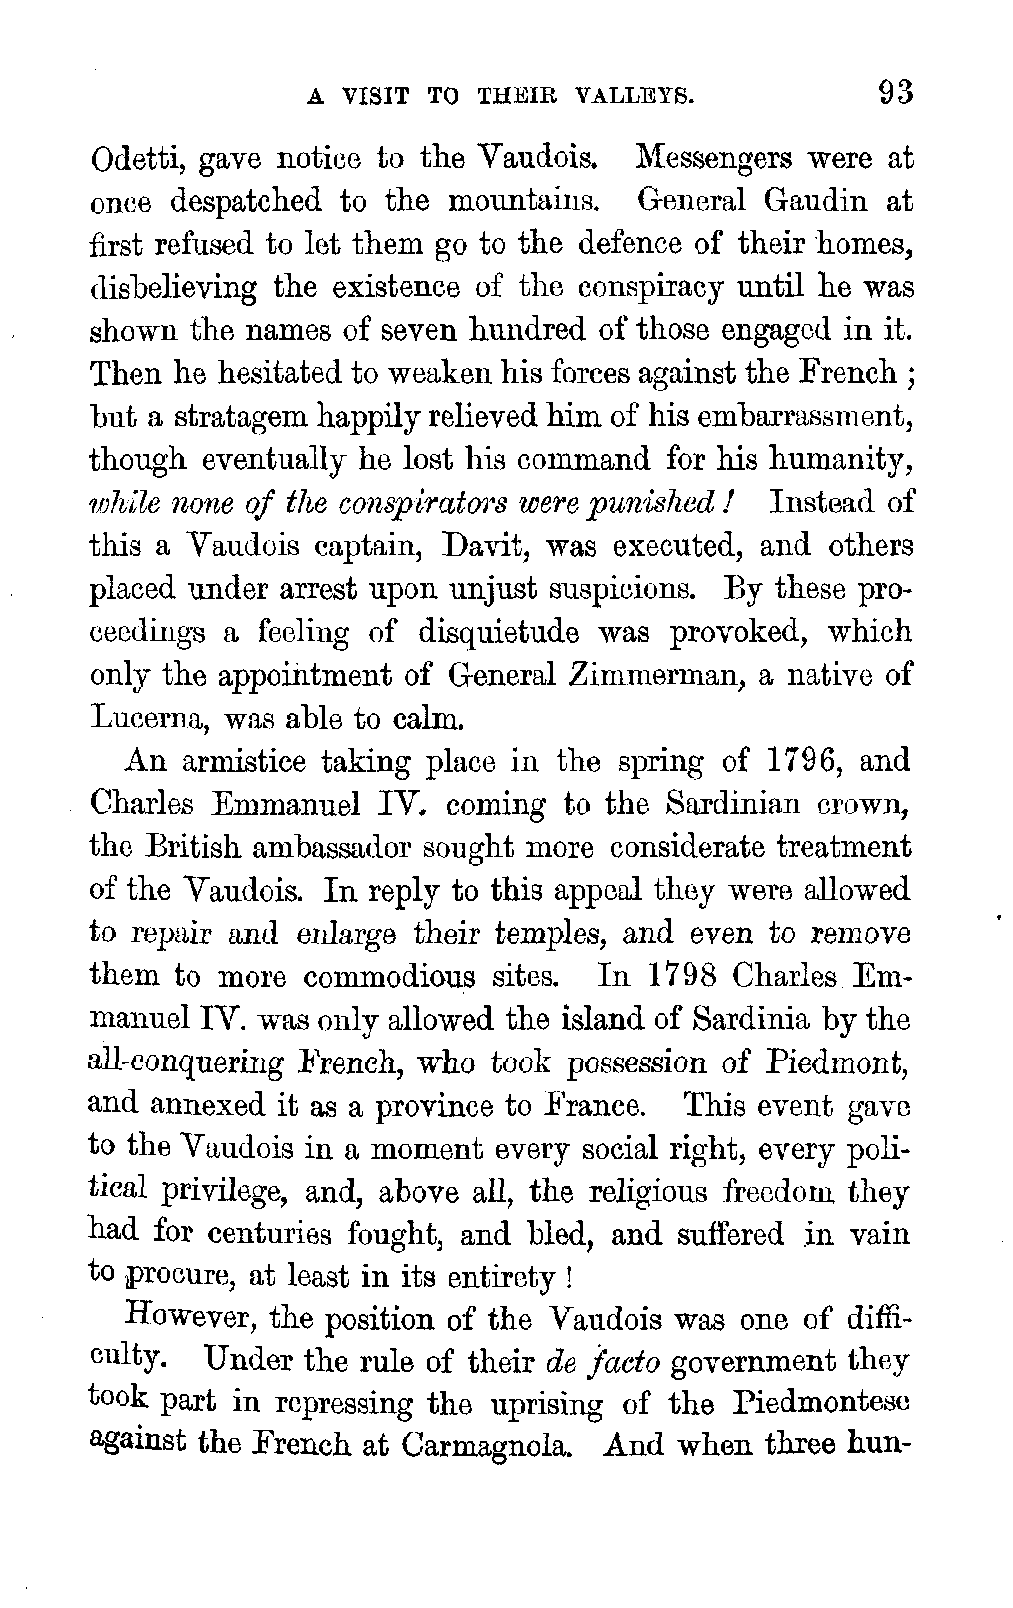 A VISIT TO THEIR VALLEYS. 93
Odetti, gave notice to the Vaudois. Messengers were at
once despatched to the mountains. General Gaudin at
first refused to let them go to the defence of their homes,
disbelieving the existence of the conspiracy until he was
shown the names of seven hundred of those engaged in it.
Then he hesitated to weaken his forces against the French ;
but a stratagem happily relieved him of his embarrassment,
though eventually he lost his command for his humanity,
while none of the conspirators were punished ! Instead of
this a Vaudois captain, Davit, was executed, and others
placed under arrest upon unjust suspicions. By these pro-
ceedings a feeling of disquietude was provoked, which
only the appointment of General Zimmerman, a native of
Lucerna, was able to calm.
An armistice taking place in the spring of 1796, and
Charles Emmanuel IV. coming to the Sardinian crown,
the British ambassador sought more considerate treatment
of the Vaudois. In reply to this appeal they were allowed
to repair and enlarge their temples, and even to remove
them to more commodious sites. In 1798 Charles Em-
manuel IV. was only allowed the island of Sardinia by the
all-conquering French, who took possession of Piedmont,
and annexed it as a province to France. This event gave
to the Vaudois in a moment every social right, every poli-
tical privilege, and, above all, the religious freedom they
had for centuries fought, and bled, and suffered in vain
to procure, at least in its entirety !
However, the position of the Vaudois was one of diffi-
culty. Under the rule of their de facto government they
took part in repressing the uprising of the Piedmontese
against the French at Carmagnola. And when three hun-